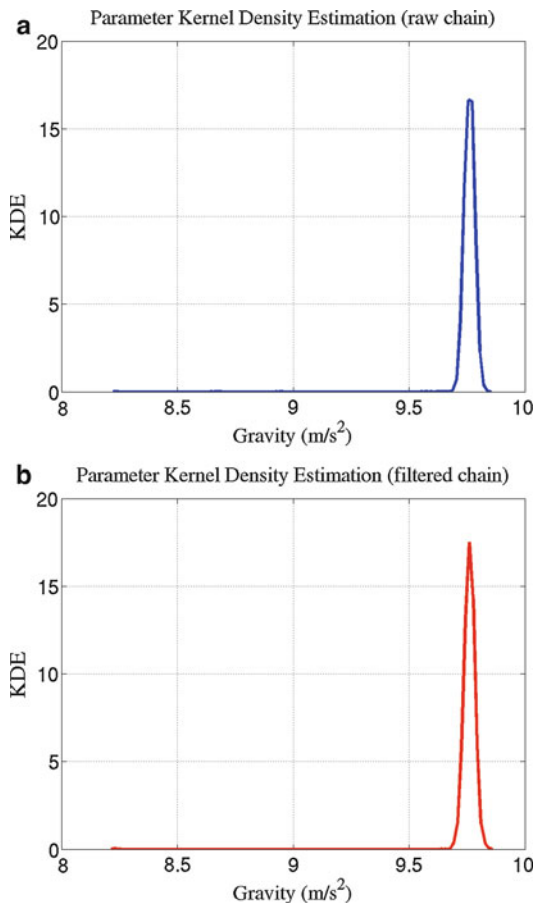 a
Parameter Kernel Density Estimation (raw chain)
20
15
10
5
0
KDE
8
8.5
9
9.5
10
Gravity (m/s²)
b
Parameter Kernel Density Estimation (filtered chain)
20
15
10
5
0
KDE
8
8.5
9
9.5
10
Gravity (m/s²)